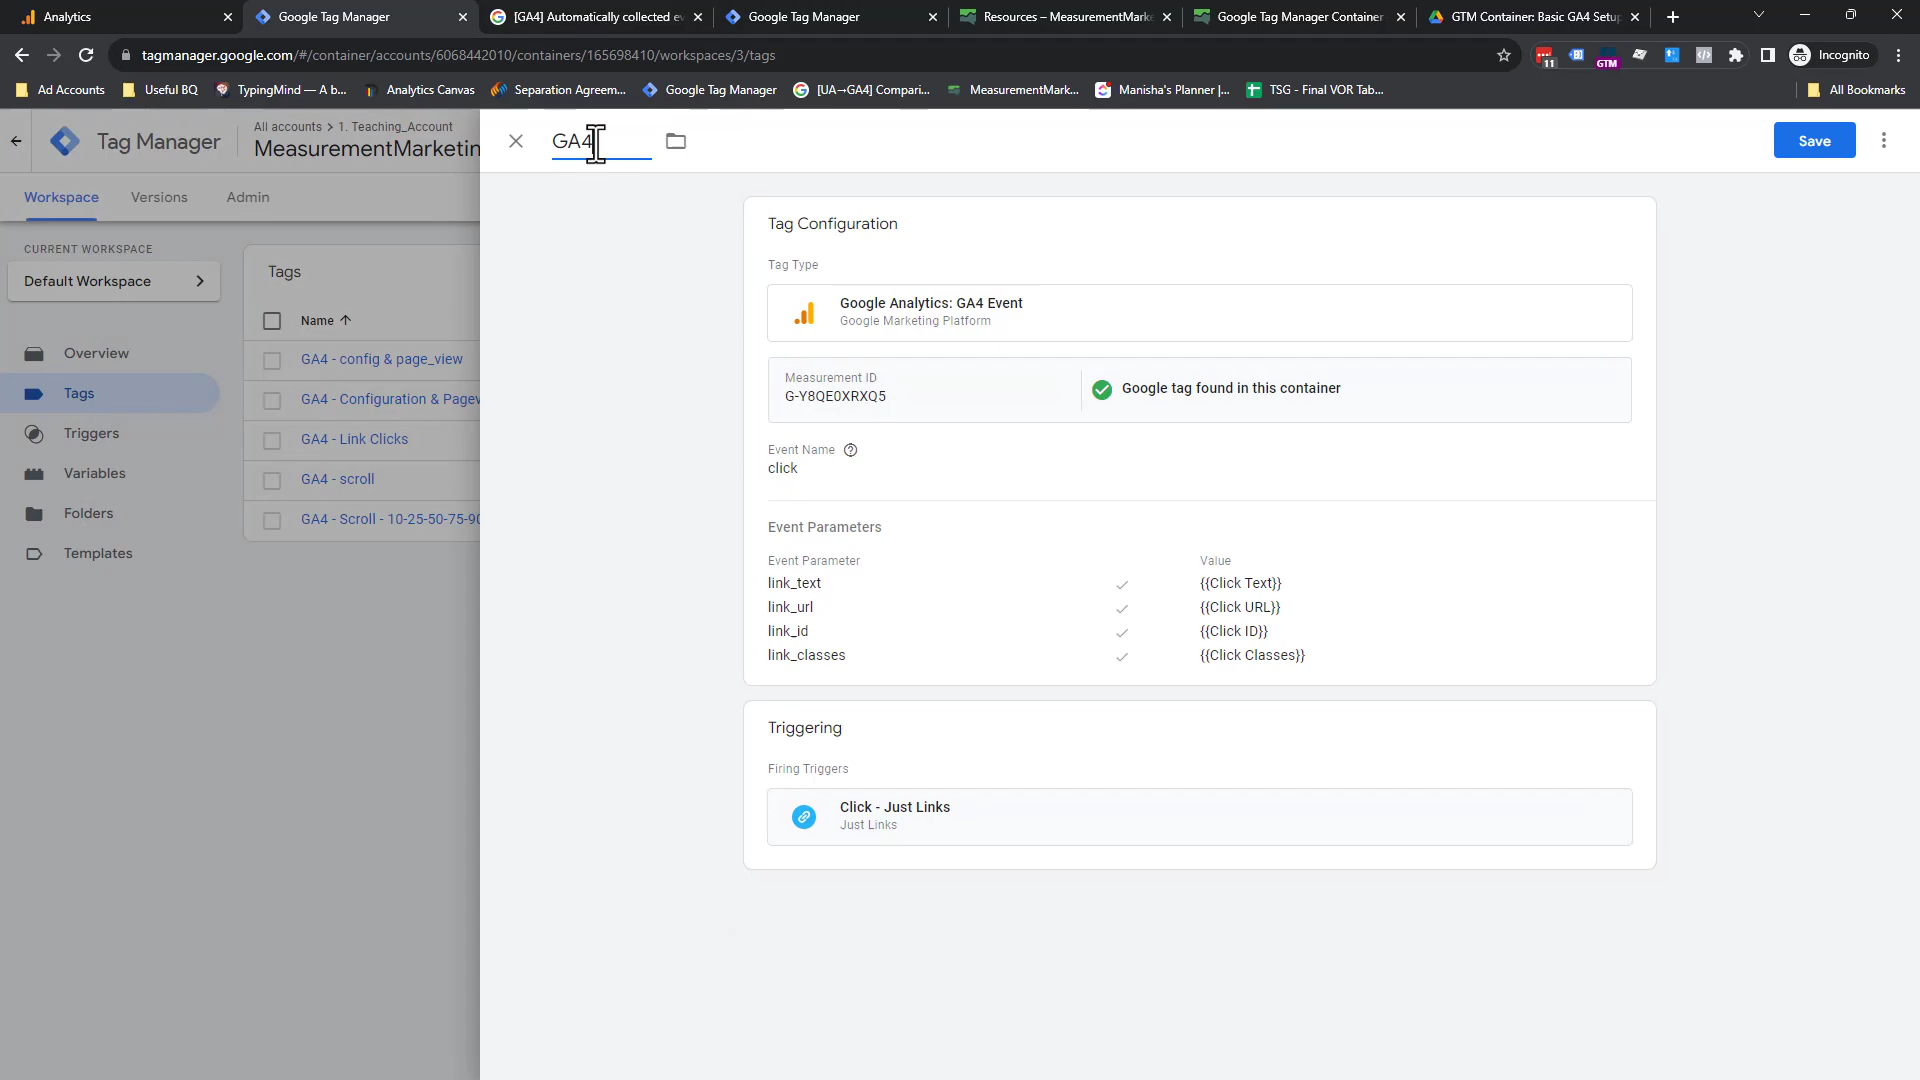 Analytics
Google Tag Manager
[GA4] Automatically collected ev
Google Tag Manager
Resources – MeasurementMarke
Google Tag Manager Container
GTM Container: Basic GA4 Setup
tagmanager.google.com/#/container/accounts/6068442010/containers/165698410/workspaces/3/tags
11
GTM
Incognito
Ad Accounts
Useful BQ
TypingMind — A b...
Analytics Canvas
Separation Agreem...
Google Tag Manager
[UA→GA4] Compari...
MeasurementMark...
Manisha's Planner |...
TSG - Final VOR Tab...
All Bookmarks
Tag Manager
All accounts > 1. Teaching_Account
MeasurementMarketin
GA4
Save
Workspace
Versions
Admin
CURRENT WORKSPACE
Default Workspace
Overview
Tags
Triggers
Variables
Folders
Templates
Tags
Name
GA4 - config & page_view
GA4 - Configuration & Pagev
GA4 - Link Clicks
GA4 - scroll
GA4 - Scroll - 10-25-50-75-90
Tag Configuration
Tag Type
Google Analytics: GA4 Event
Google Marketing Platform
Measurement ID
G-Y8QE0XRXQ5
Google tag found in this container
Event Name
click
Event Parameters
Event Parameter Value
link_text {{Click Text}}
link_url {{Click URL}}
link_id {{Click ID}}
link_classes {{Click Classes}}
Triggering
Firing Triggers
Click - Just Links
Just Links